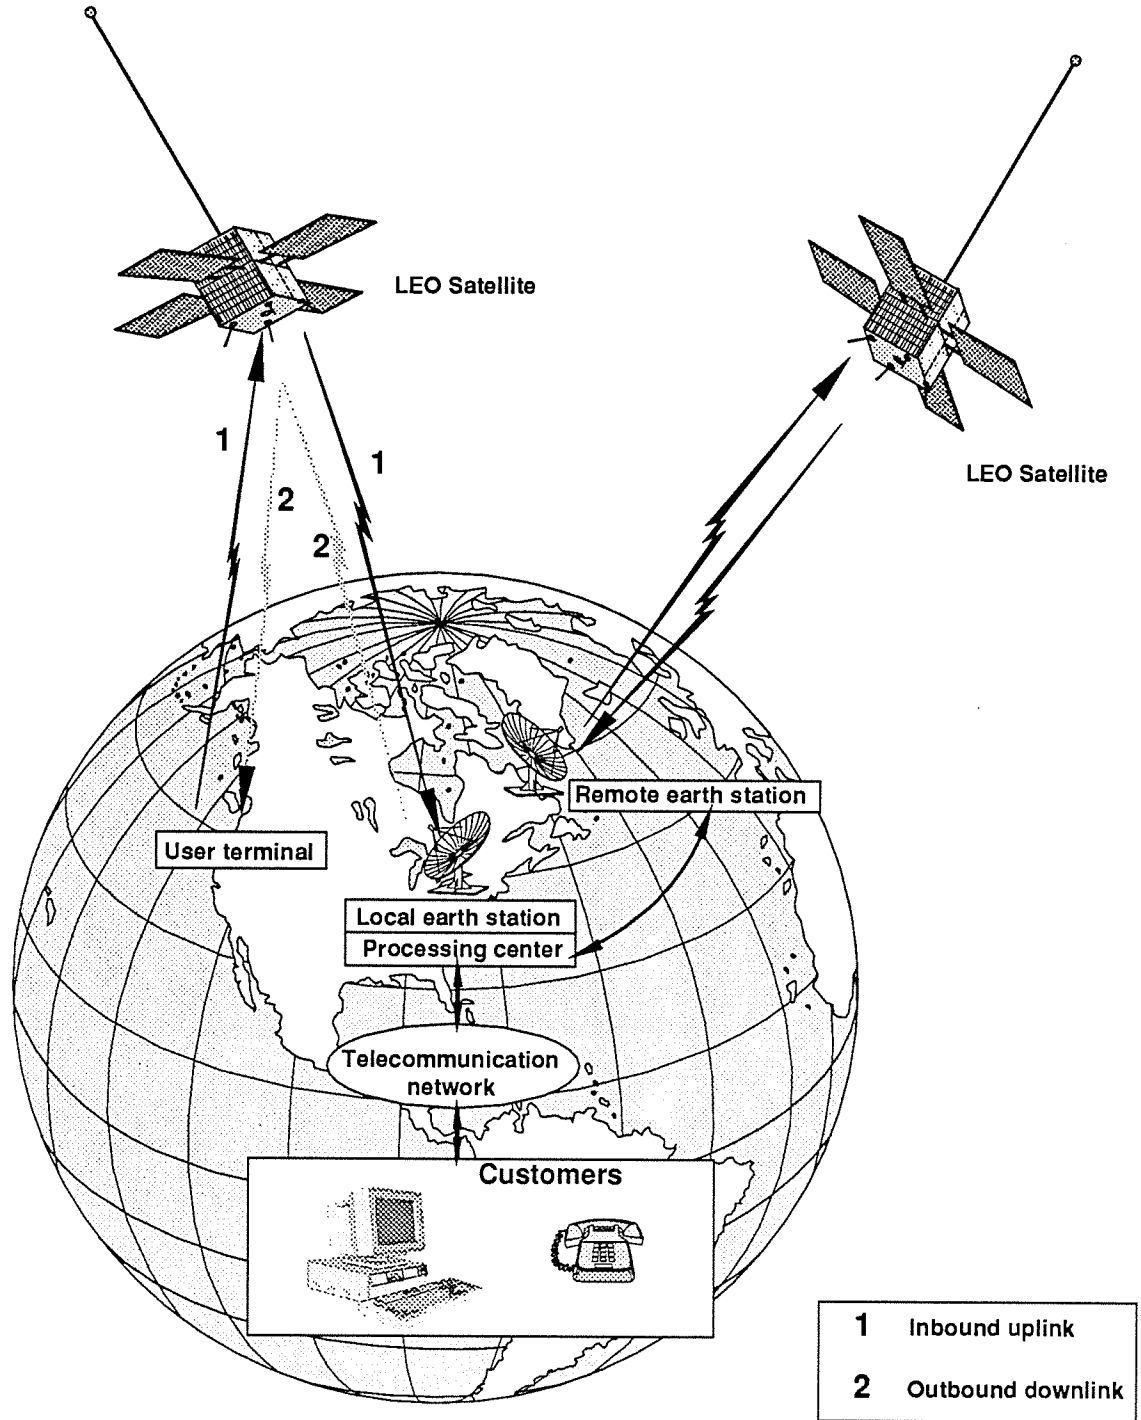 LEO Satellite
LEO Satellite
1
1
2
2
Remote earth station
User terminal
Local earth station
Processing center
Telecommunication
network
Customers
1 Inbound uplink
2 Outbound downlink